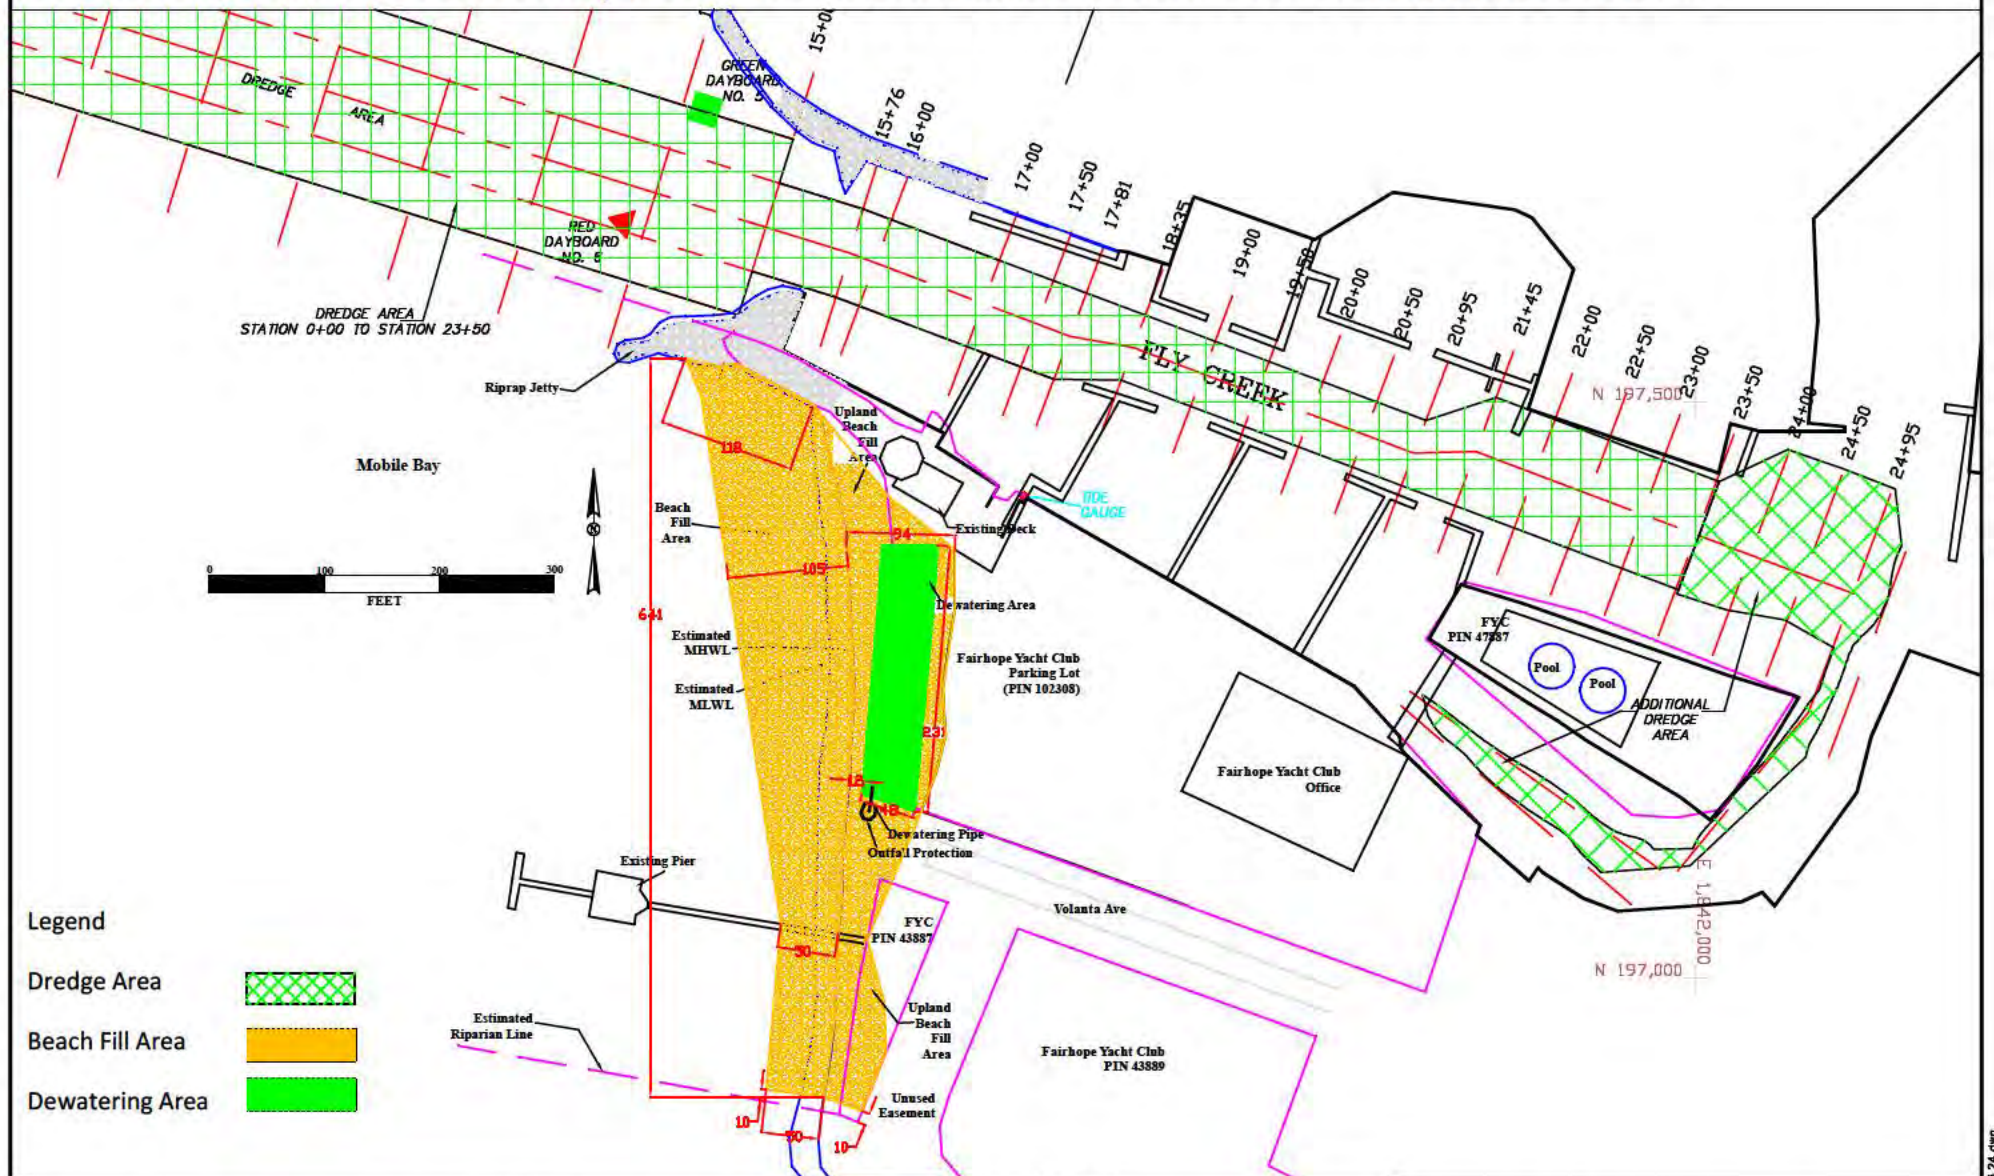 GREEN
DAYBOARD
NO. 5
DREDGE
AREA
15+00
15+76
16+00
17+00
17+50
17+81
18+35
19+00
19+50
20+00
20+50
20+95
21+45
22+00
22+50
23+00
23+50
24+00
24+50
24+95
RED
DAYBOARD
NO. 6
DREDGE AREA
STATION 0+00 TO STATION 23+50
FLY CREEK
N 197,500
Riprap Jetty
Upland
Beach
Fill
Area
118
Mobile Bay
TIDE
GAUGE
Beach
Fill
Area
Existing Deck
94
105
0 100 200 300
FEET
641
Dewatering Area
Estimated
MHWL
Estimated
MLWL
Fairhope Yacht Club
Parking Lot
(PIN 102308)
FYC
PIN 47887
Pool
Pool
ADDITIONAL
DREDGE
AREA
231
Fairhope Yacht Club
Office
Dewatering Pipe
Outfall Protection
Existing Pier
Volanta Ave
FYC
PIN 43887
50
E 1,842,000
N 197,000
Legend
Dredge Area
Beach Fill Area
Dewatering Area
Estimated
Riparian Line
Upland
Beach
Fill
Area
Fairhope Yacht Club
PIN 43889
Unused
Easement
10
50
10